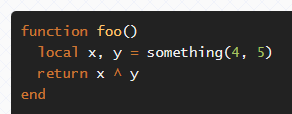 function foo()
  local x, y = something(4, 5)
  return x ^ y
end